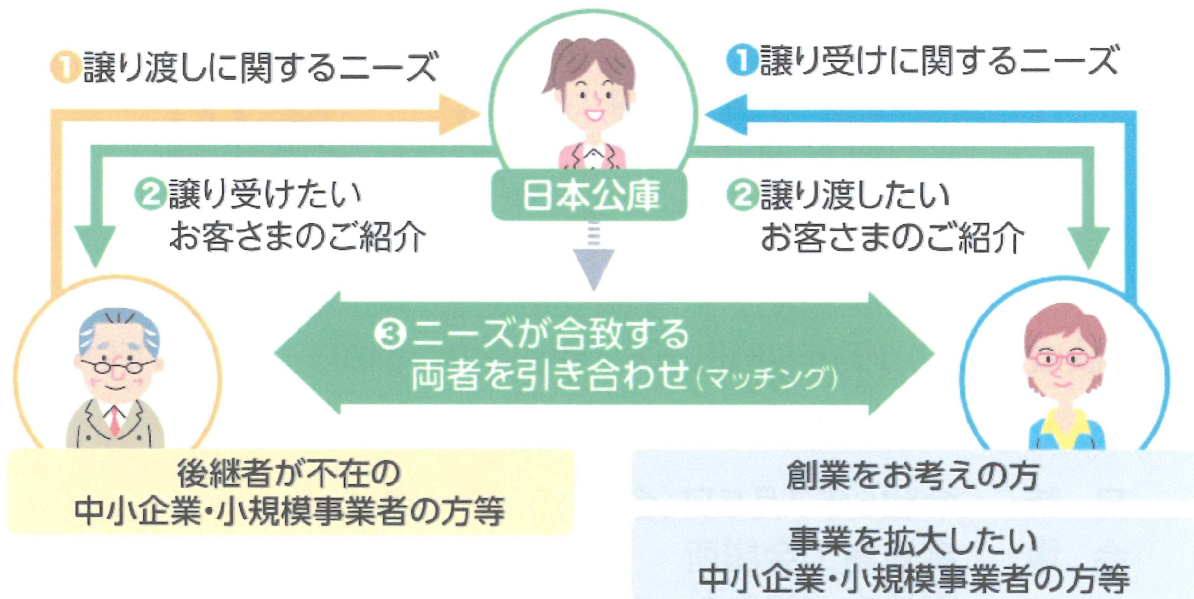 ❶譲り渡しに関するニーズ
❶譲り受けに関するニーズ
❷譲り受けたい
お客さまのご紹介
日本公庫
❷譲り渡したい
お客さまのご紹介
❸ニーズが合致する
両者を引き合わせ(マッチング)
後継者が不在の
中小企業・小規模事業者の方等
創業をお考えの方
事業を拡大したい
中小企業・小規模事業者の方等